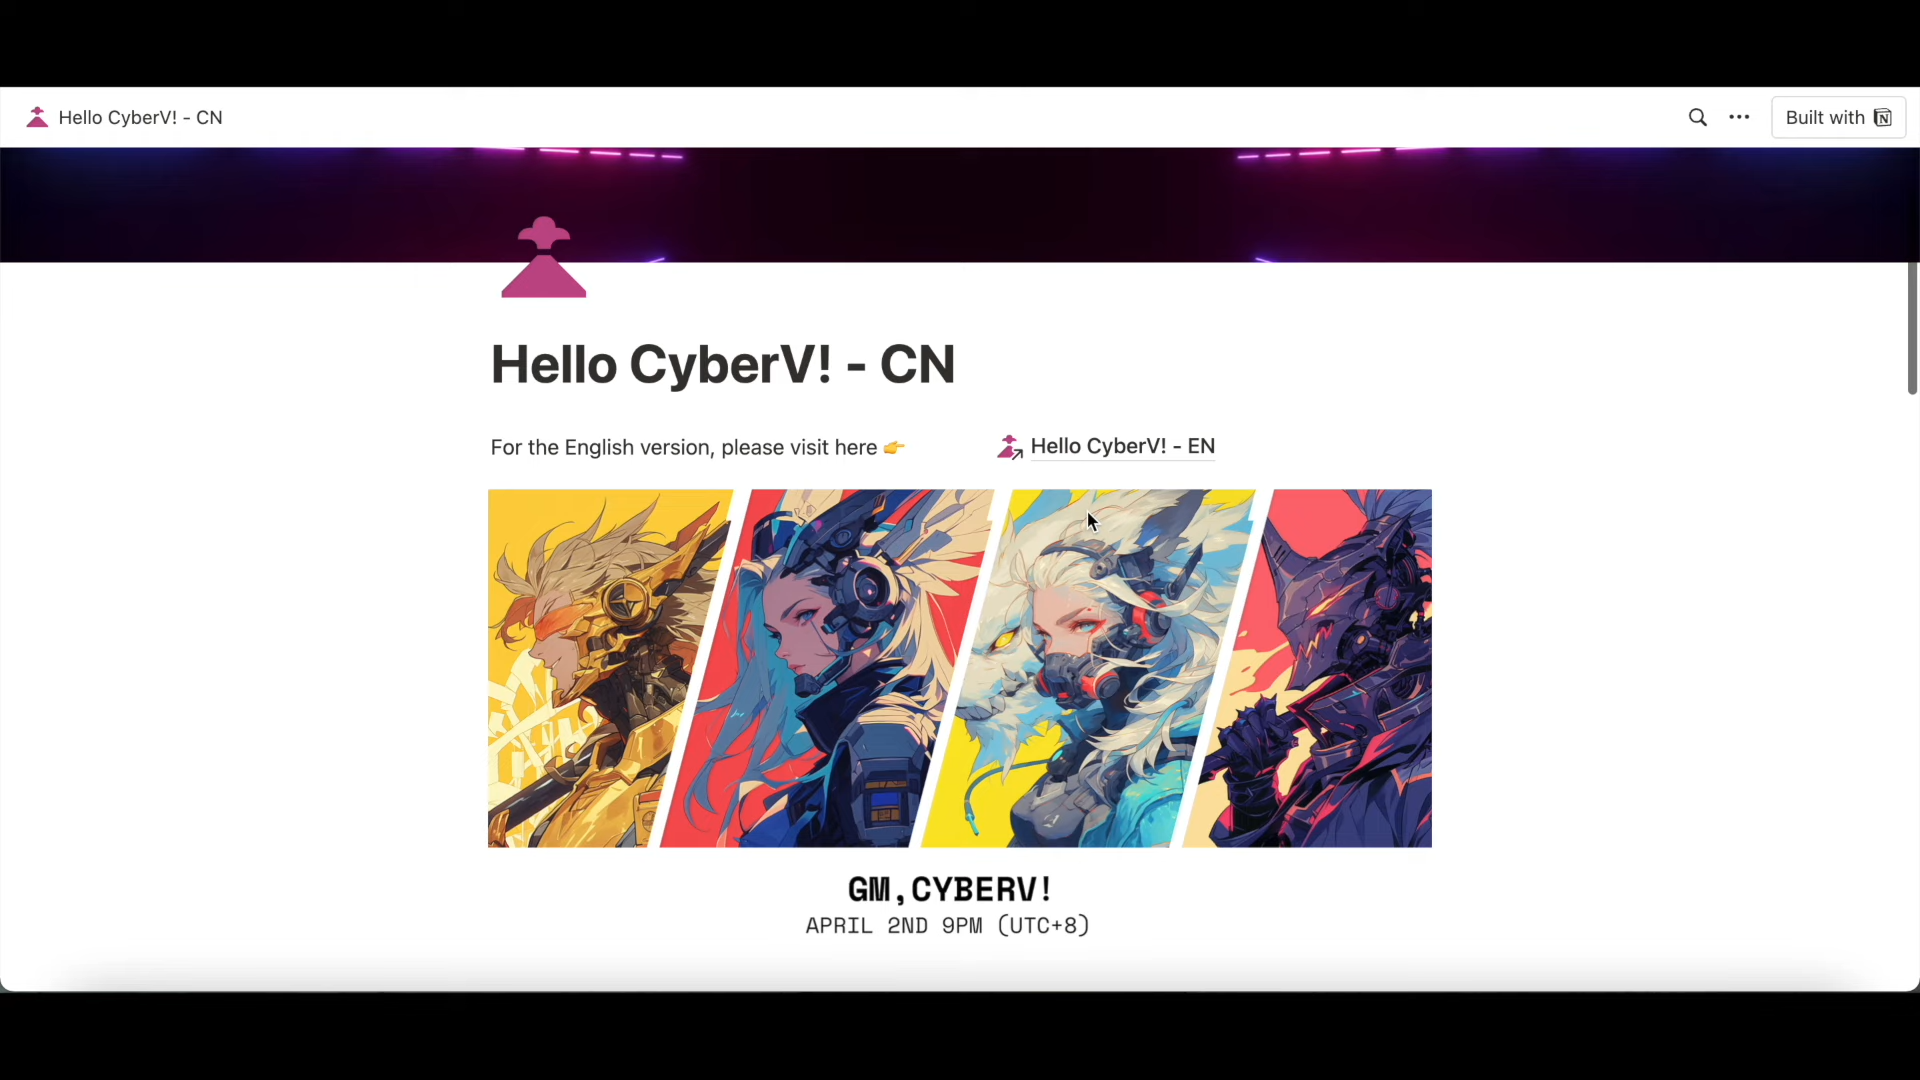 Hello CyberV! - CN
Built with
Hello CyberV! - CN
For the English version, please visit here 👉
Hello CyberV! - EN
GM,CYBERV!
APRIL 2ND 9PM (UTC+8)